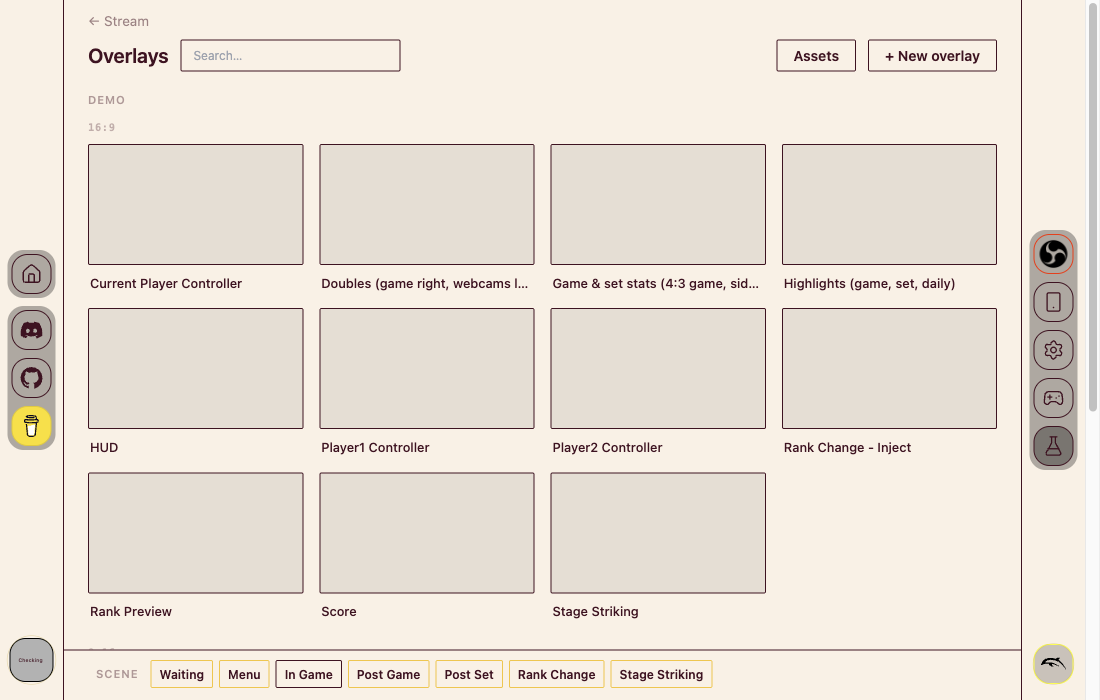 ← Stream
Overlays
Search...
Assets
+ New overlay
DEMO
16:9
Current Player Controller
Doubles (game right, webcams l...
Game & set stats (4:3 game, sid...
Highlights (game, set, daily)
HUD
Player1 Controller
Player2 Controller
Rank Change - Inject
Rank Preview
Score
Stage Striking
Checking
SCENE
Waiting
Menu
In Game
Post Game
Post Set
Rank Change
Stage Striking